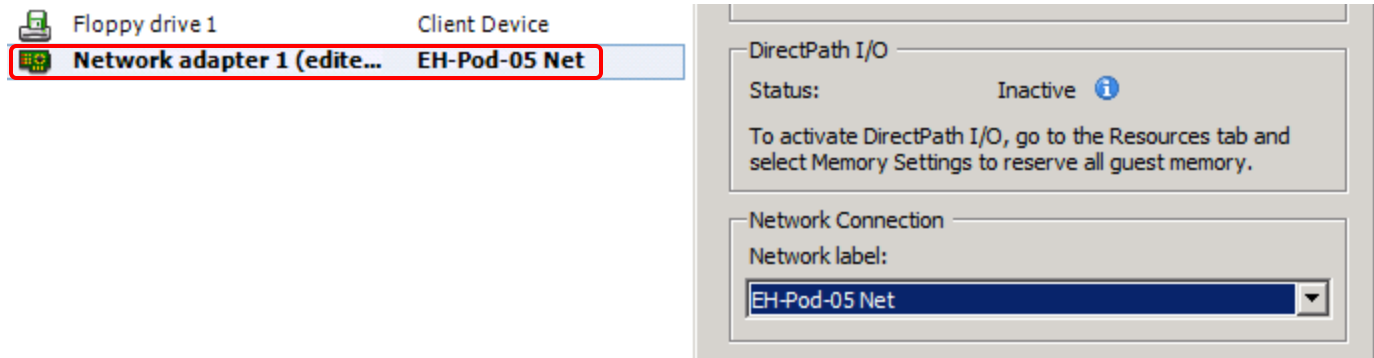 Floppy drive 1 Client Device
Network adapter 1 (edite... EH-Pod-05 Net
DirectPath I/O
Status: Inactive
To activate DirectPath I/O, go to the Resources tab and
select Memory Settings to reserve all guest memory.
Network Connection
Network label:
EH-Pod-05 Net